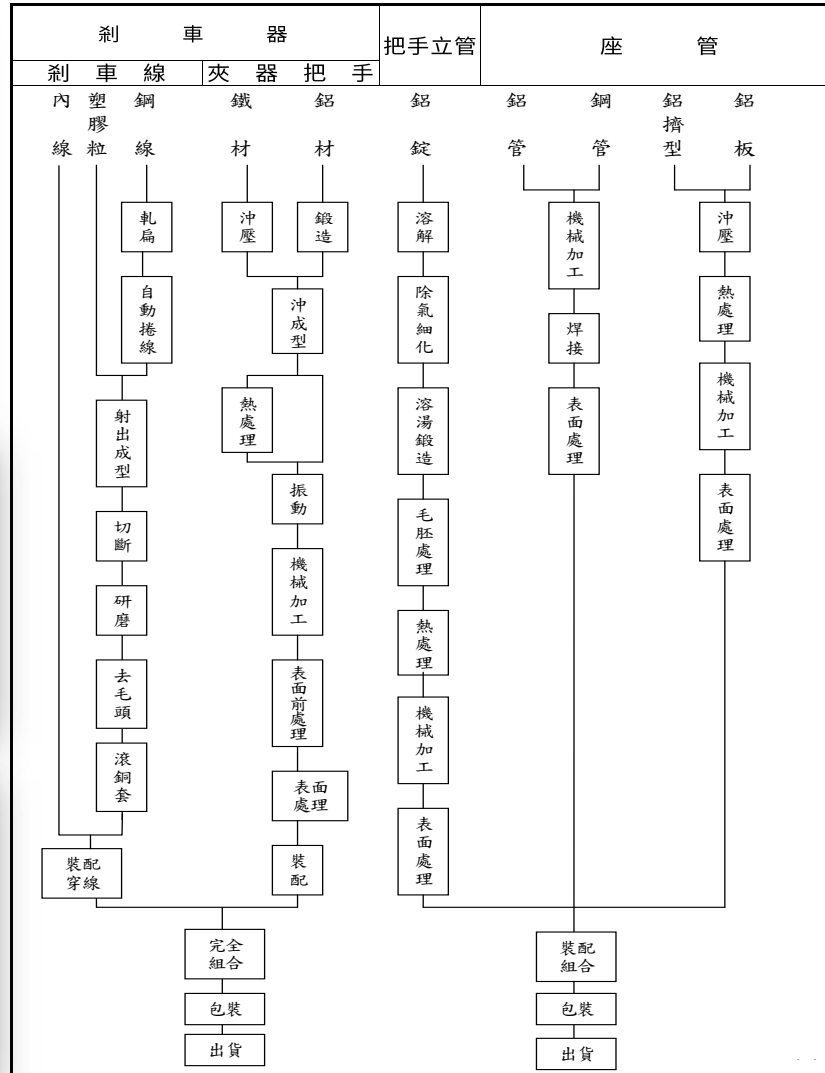 剎車器
把手立管
座管
剎車線
夾器把手
內線
塑膠粒
鋼線
鐵材
鋁材
鋁錠
鋁管
鋼管
鋁擠型
鋁板
軋扁
自動捲線
射出成型
切斷
研磨
去毛頭
滾銅套
裝配
穿線
沖壓
鍛造
沖成型
熱處理
振動
機械加工
表面前處理
表面
處理
裝配
完全
組合
包裝
出貨
溶解
除氣細化
溶湯鍛造
毛胚處理
熱處理
機械加工
表面處理
機械加工
焊接
表面處理
沖壓
熱處理
機械加工
表面處理
裝配
組合
包裝
出貨